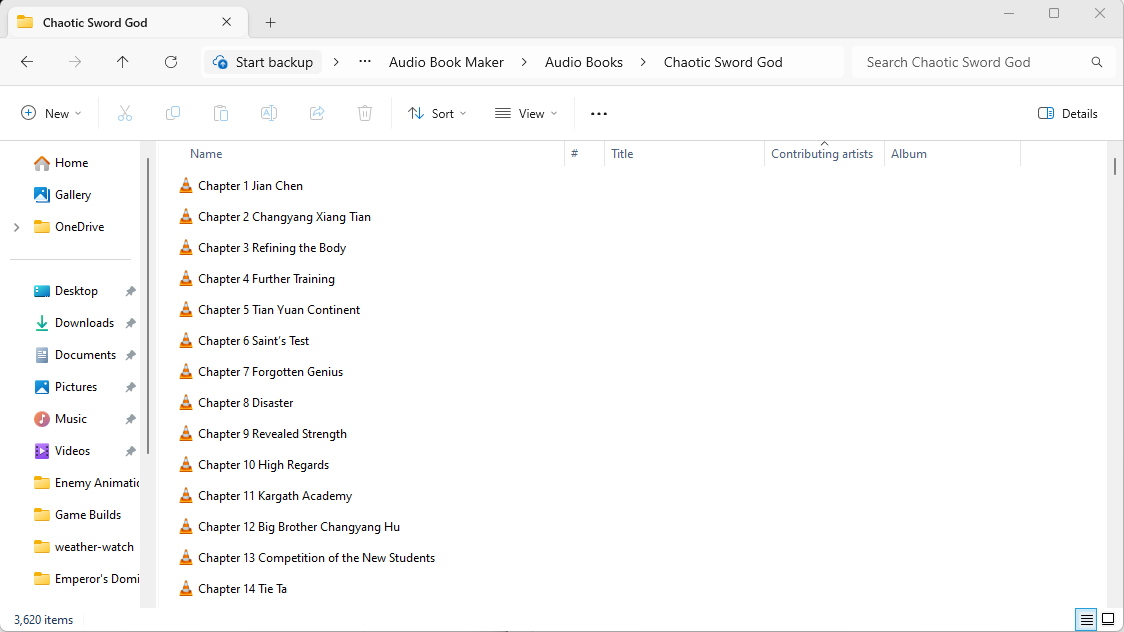 Chaotic Sword God
Start backup
Audio Book Maker
Audio Books
Chaotic Sword God
Search Chaotic Sword God
New
Sort
View
Details
Home
Gallery
OneDrive
Desktop
Downloads
Documents
Pictures
Music
Videos
Enemy Animatic
Game Builds
weather-watch
Emperor's Domi
Name
#
Title
Contributing artists
Album
Chapter 1 Jian Chen
Chapter 2 Changyang Xiang Tian
Chapter 3 Refining the Body
Chapter 4 Further Training
Chapter 5 Tian Yuan Continent
Chapter 6 Saint's Test
Chapter 7 Forgotten Genius
Chapter 8 Disaster
Chapter 9 Revealed Strength
Chapter 10 High Regards
Chapter 11 Kargath Academy
Chapter 12 Big Brother Changyang Hu
Chapter 13 Competition of the New Students
Chapter 14 Tie Ta
3,620 items